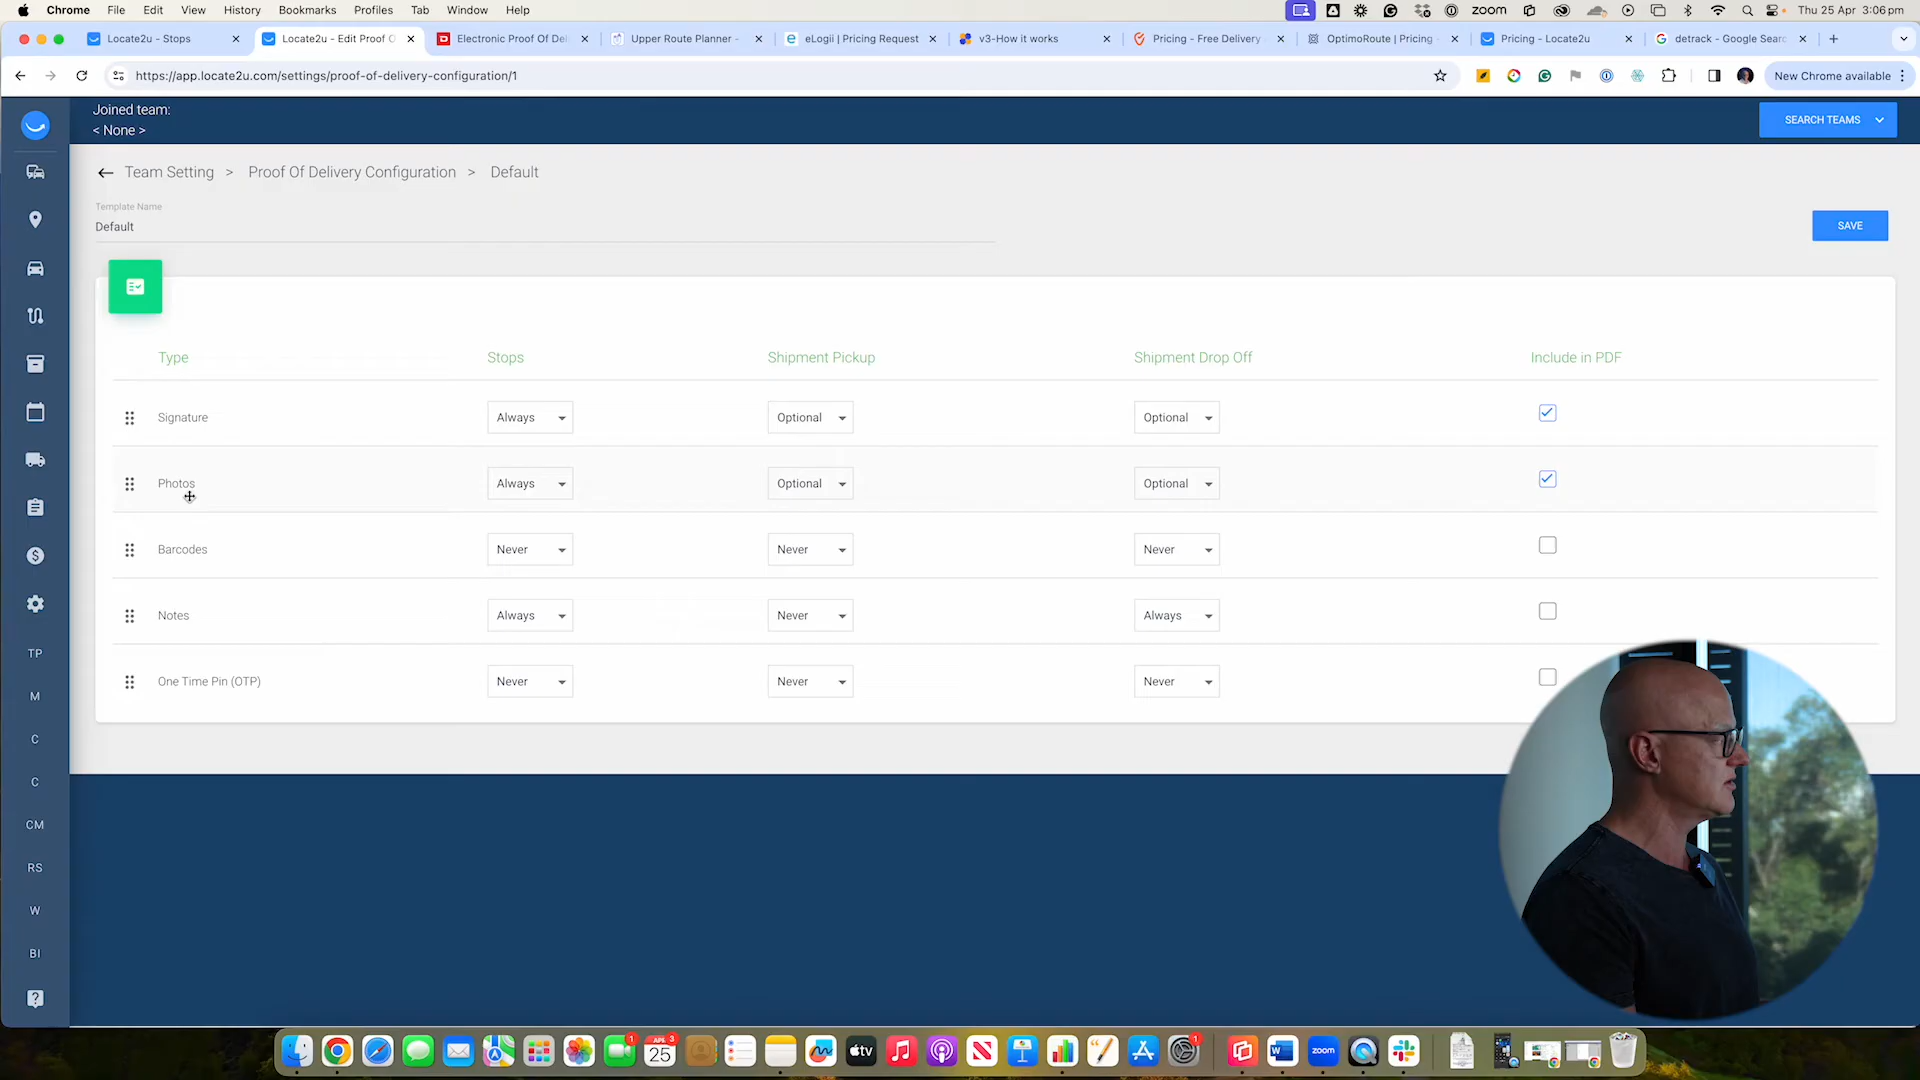 Chrome File Edit View History Bookmarks Profiles Tab Window Help zoom Thu 25 Apr 3:06 pm
Locate2u - Stops Locate2u - Edit Proof O Electronic Proof Of Del Upper Route Planner - eLogii | Pricing Request v3-How it works Pricing - Free Delivery OptimoRoute | Pricing Pricing - Locate2u detrack - Google Searc
https://app.locate2u.com/settings/proof-of-delivery-configuration/1 New Chrome available
Joined team:
< None >
SEARCH TEAMS
Team Setting > Proof Of Delivery Configuration > Default
Template Name
Default
SAVE
Type Stops Shipment Pickup Shipment Drop Off Include in PDF
Signature Always Optional Optional
Photos Always Optional Optional
Barcodes Never Never Never
Notes Always Never Always
One Time Pin (OTP) Never Never Never
TP
M
C
C
CM
RS
W
BI
APR
25
tv
zoom